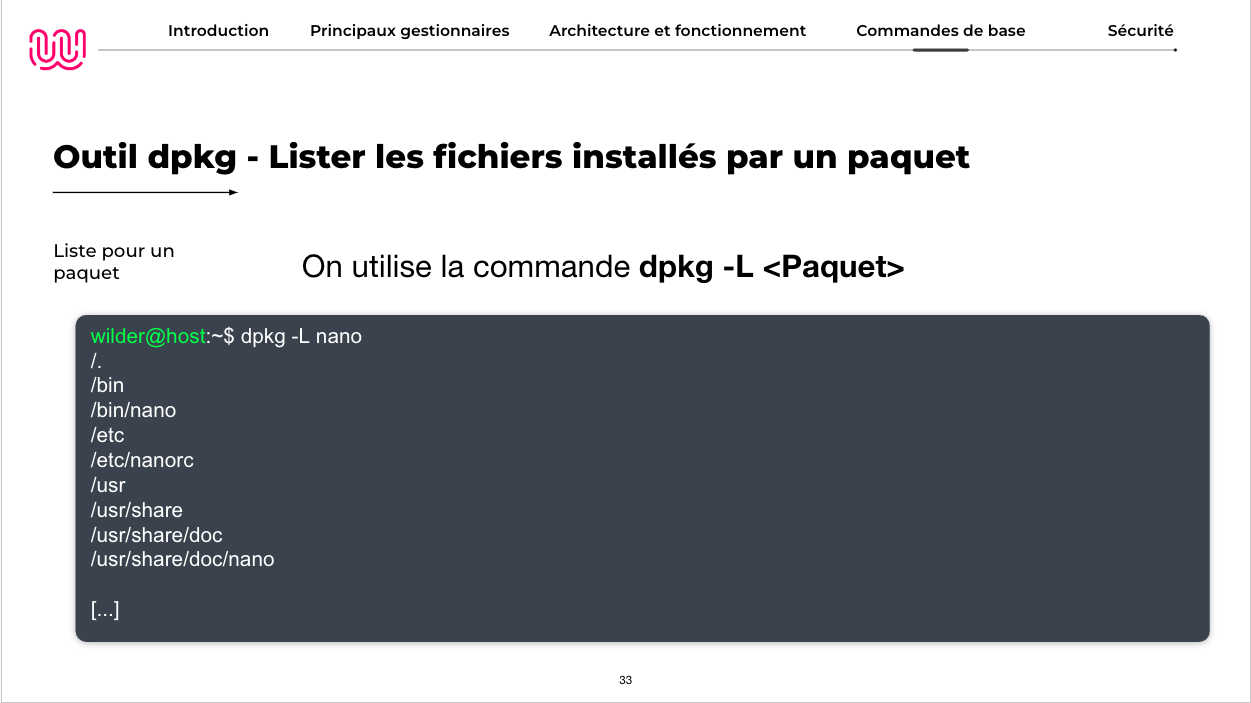 Introduction Principaux gestionnaires Architecture et fonctionnement Commandes de base Sécurité
Outil dpkg - Lister les fichiers installés par un paquet
Liste pour un
paquet
On utilise la commande dpkg -L <Paquet>
wilder@host:~$ dpkg -L nano
/.
/bin
/bin/nano
/etc
/etc/nanorc
/usr
/usr/share
/usr/share/doc
/usr/share/doc/nano
[...]
33